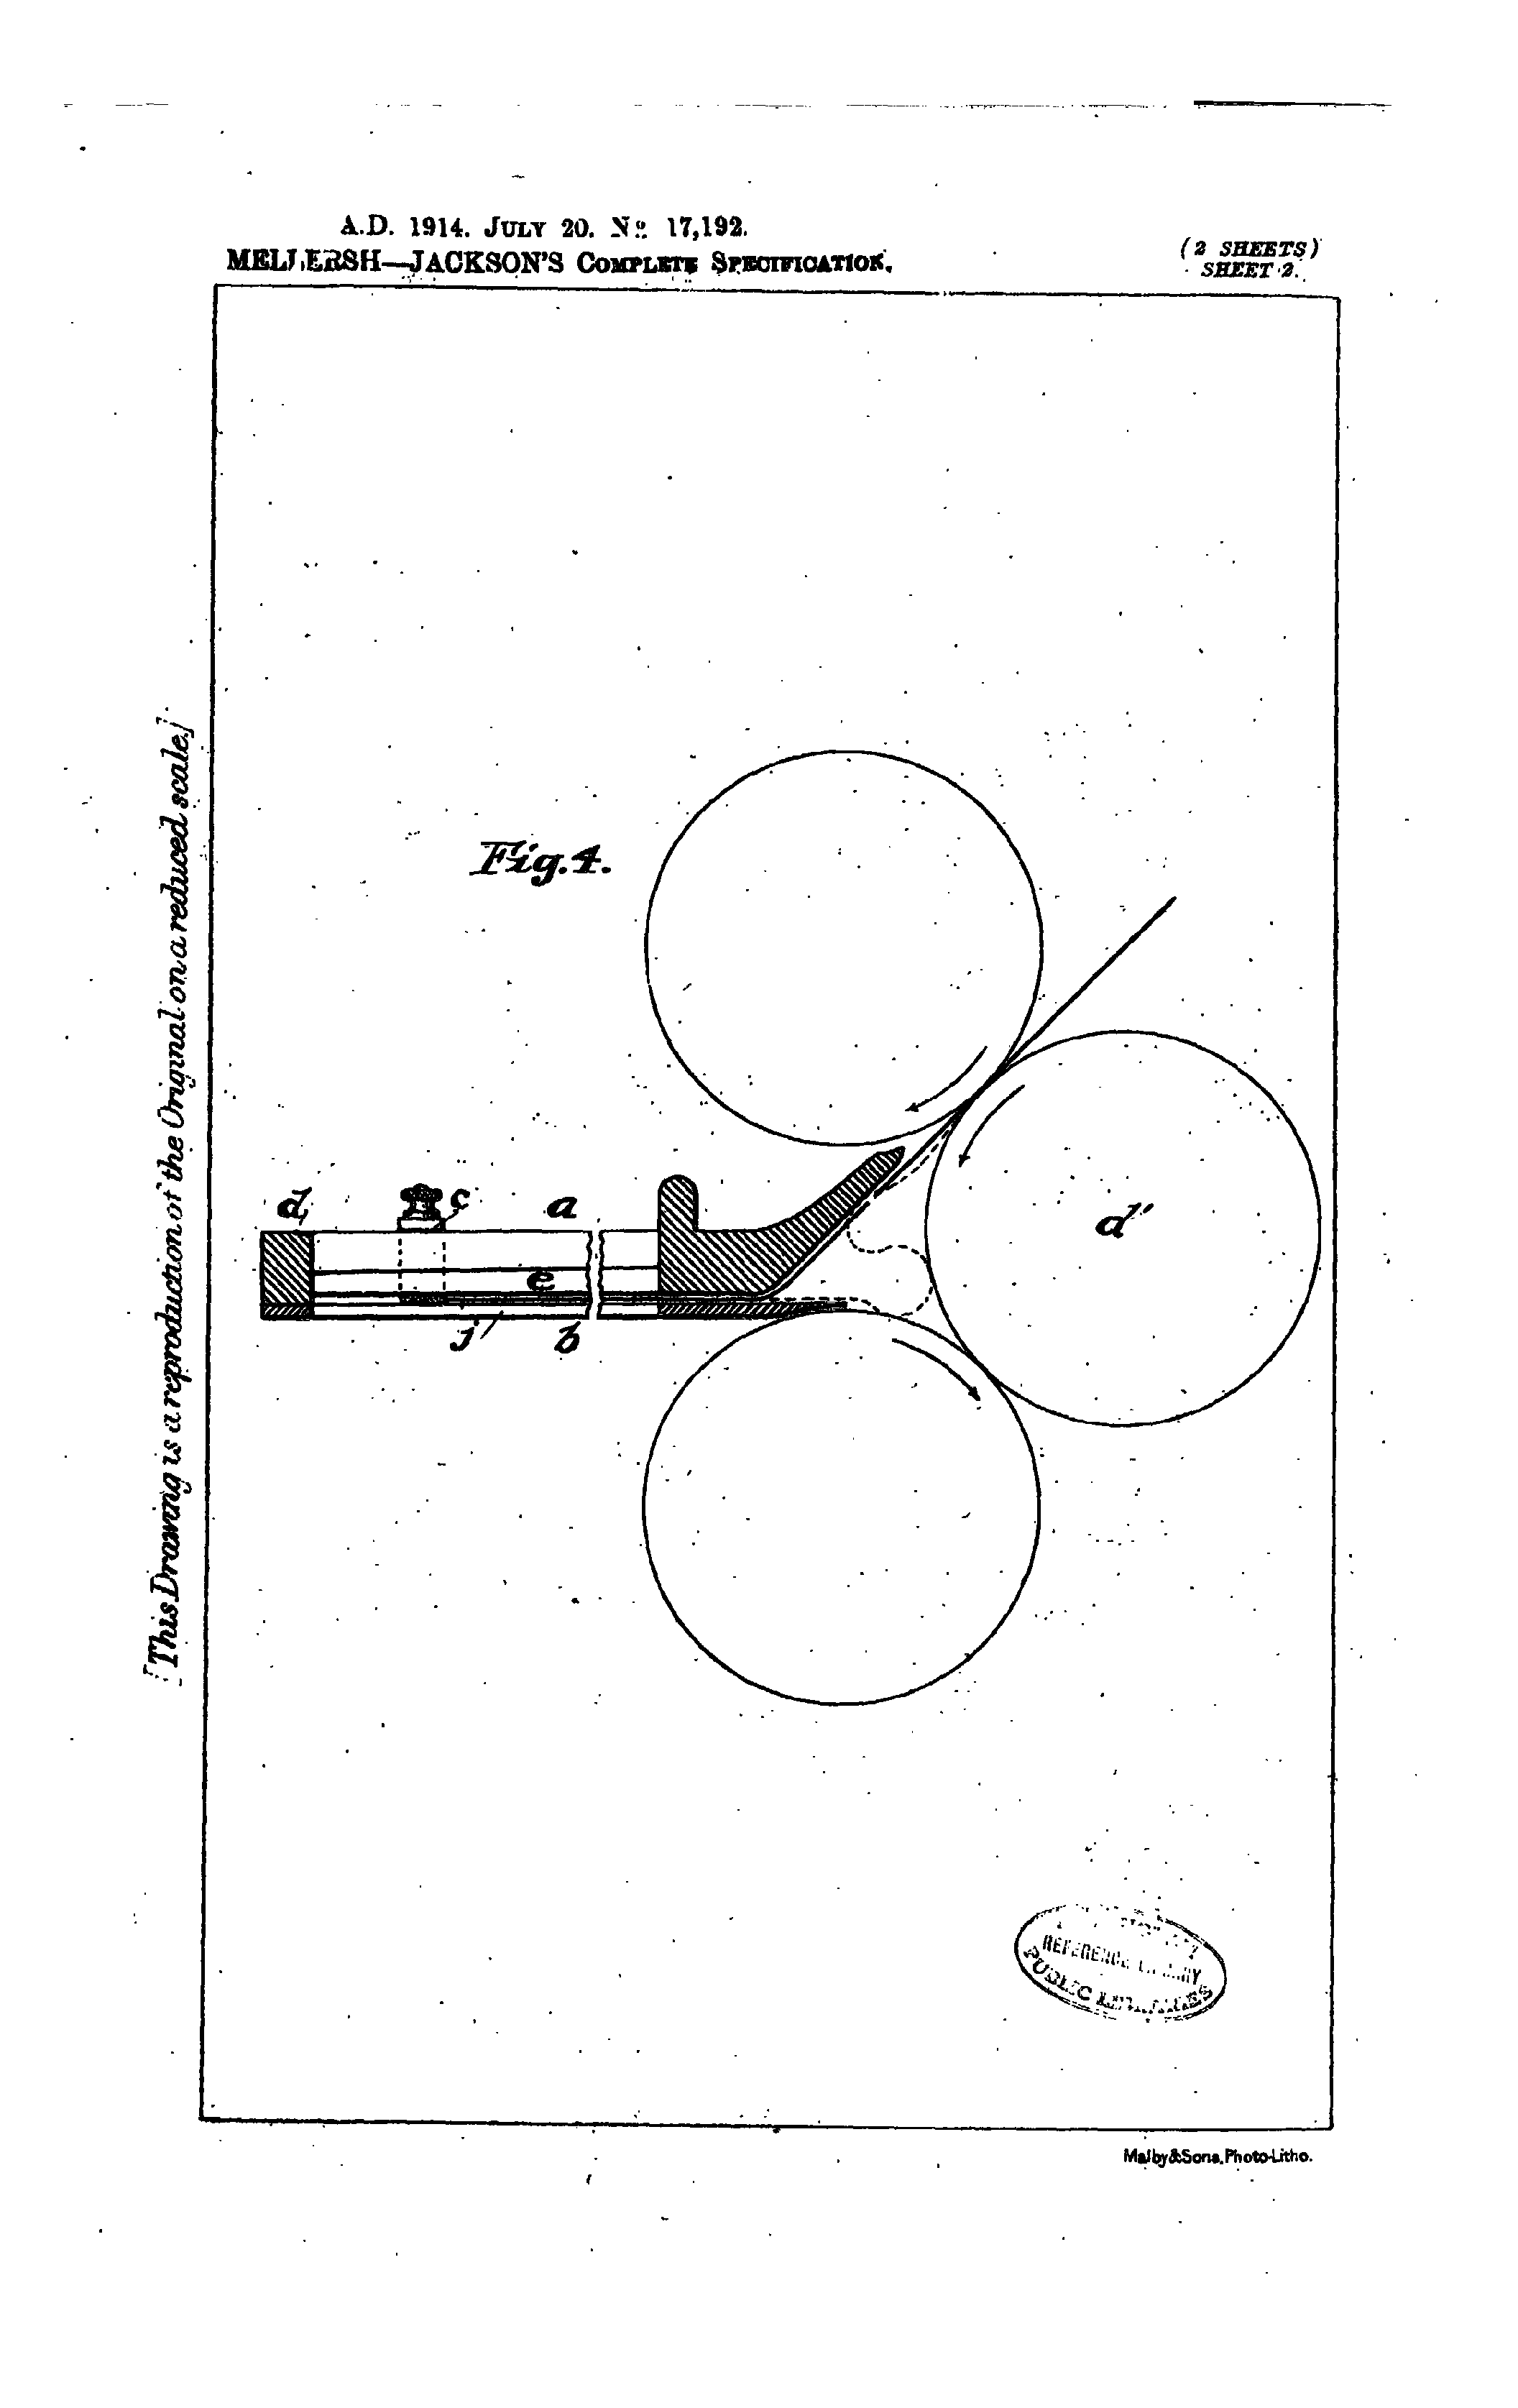 A.D. 1914. JULY 20. No. 17,192.
MELLERSH—JACKSON'S COMPLETE SPECIFICATION.
(2 SHEETS)
SHEET 2.
[This Drawing is a reproduction of the Original on a reduced scale.]
Fig. 4.
d
c
a
d'
e
j
b
REFERENCE LIBRARY
PUBLIC LIBRARIES
Malby&Sons, Photo-Litho.